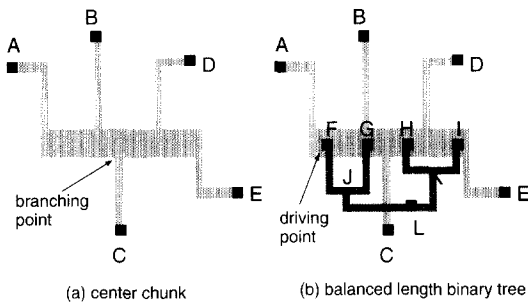 A
B
D
branching
point
E
C
(a) center chunk
A
B
D
F
G
H
I
J
K
driving
point
L
E
C
(b) balanced length binary tree